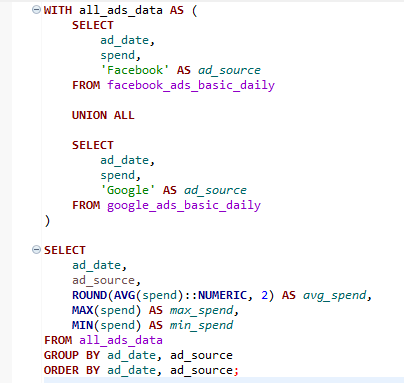 WITH all_ads_data AS (
    SELECT
        ad_date,
        spend,
        'Facebook' AS ad_source
    FROM facebook_ads_basic_daily

    UNION ALL

    SELECT
        ad_date,
        spend,
        'Google' AS ad_source
    FROM google_ads_basic_daily
)

SELECT
    ad_date,
    ad_source,
    ROUND(AVG(spend)::NUMERIC, 2) AS avg_spend,
    MAX(spend) AS max_spend,
    MIN(spend) AS min_spend
FROM all_ads_data
GROUP BY ad_date, ad_source
ORDER BY ad_date, ad_source;